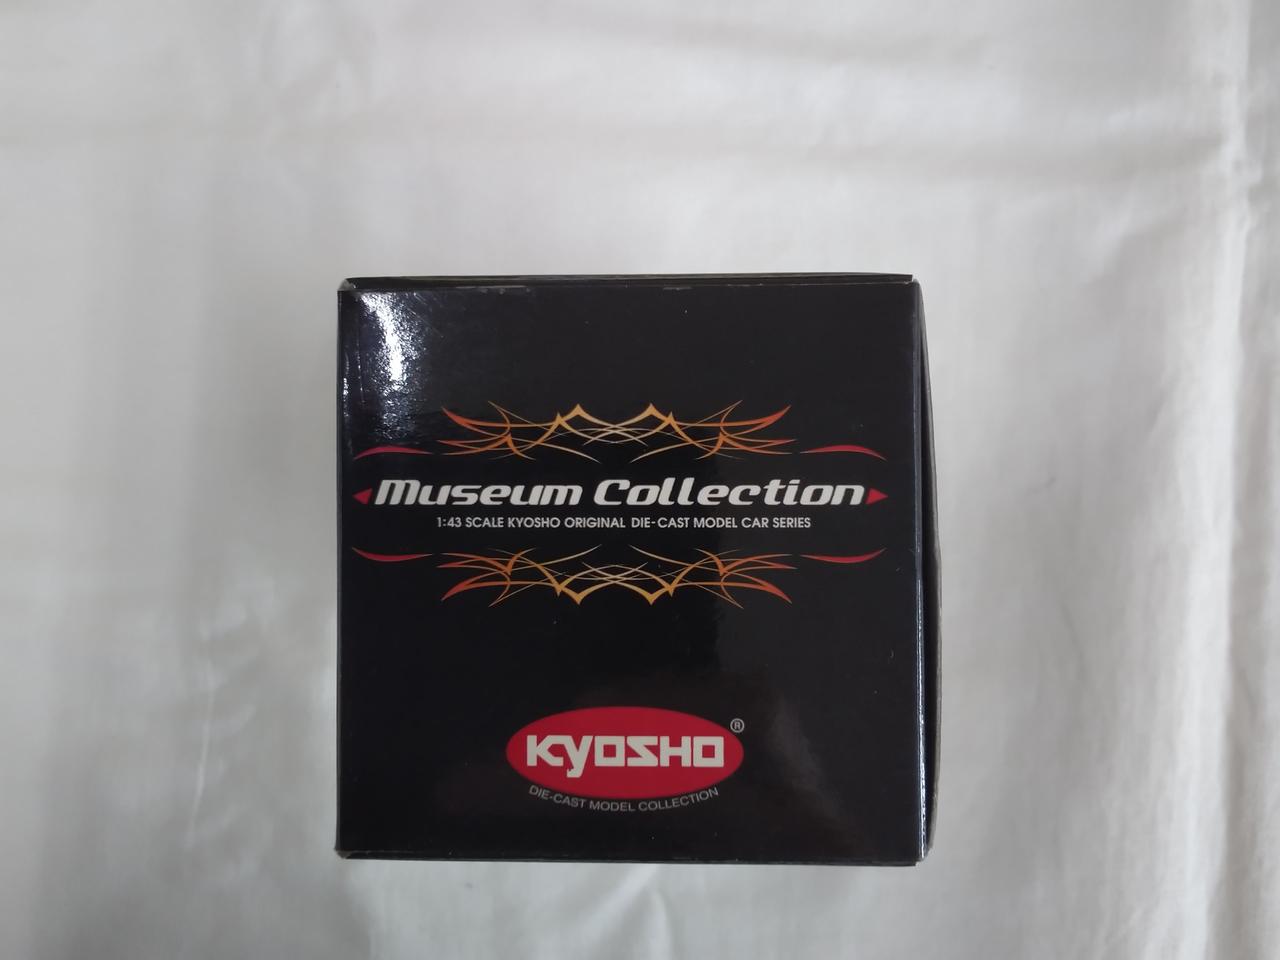 Museum Collection
1:43 SCALE KYOSHO ORIGINAL DIE-CAST MODEL CAR SERIES
KYOSHO ®
DIE-CAST MODEL COLLECTION